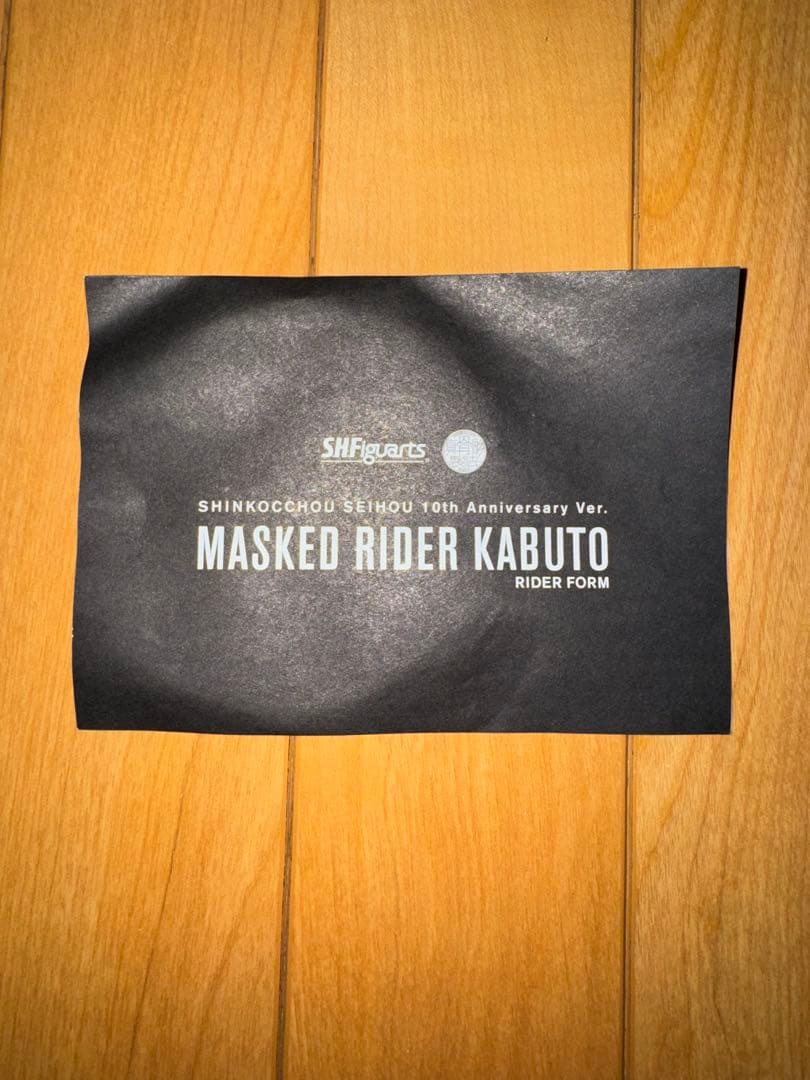 SHFiguarts
SHINKOCCHOU SEIHOU 10th Anniversary Ver.
MASKED RIDER KABUTO
RIDER FORM